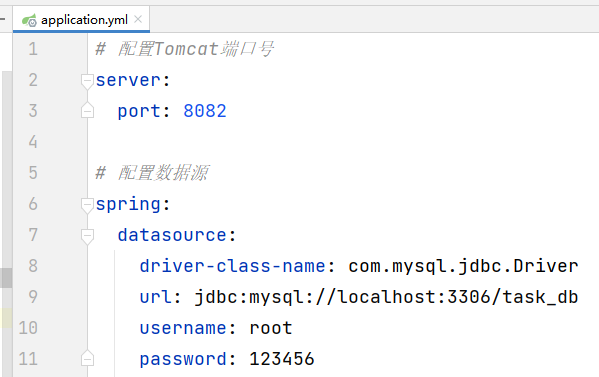 application.yml
1 # 配置Tomcat端口号
2 server:
3 port: 8082
4
5 # 配置数据源
6 spring:
7 datasource:
8 driver-class-name: com.mysql.jdbc.Driver
9 url: jdbc:mysql://localhost:3306/task_db
10 username: root
11 password: 123456